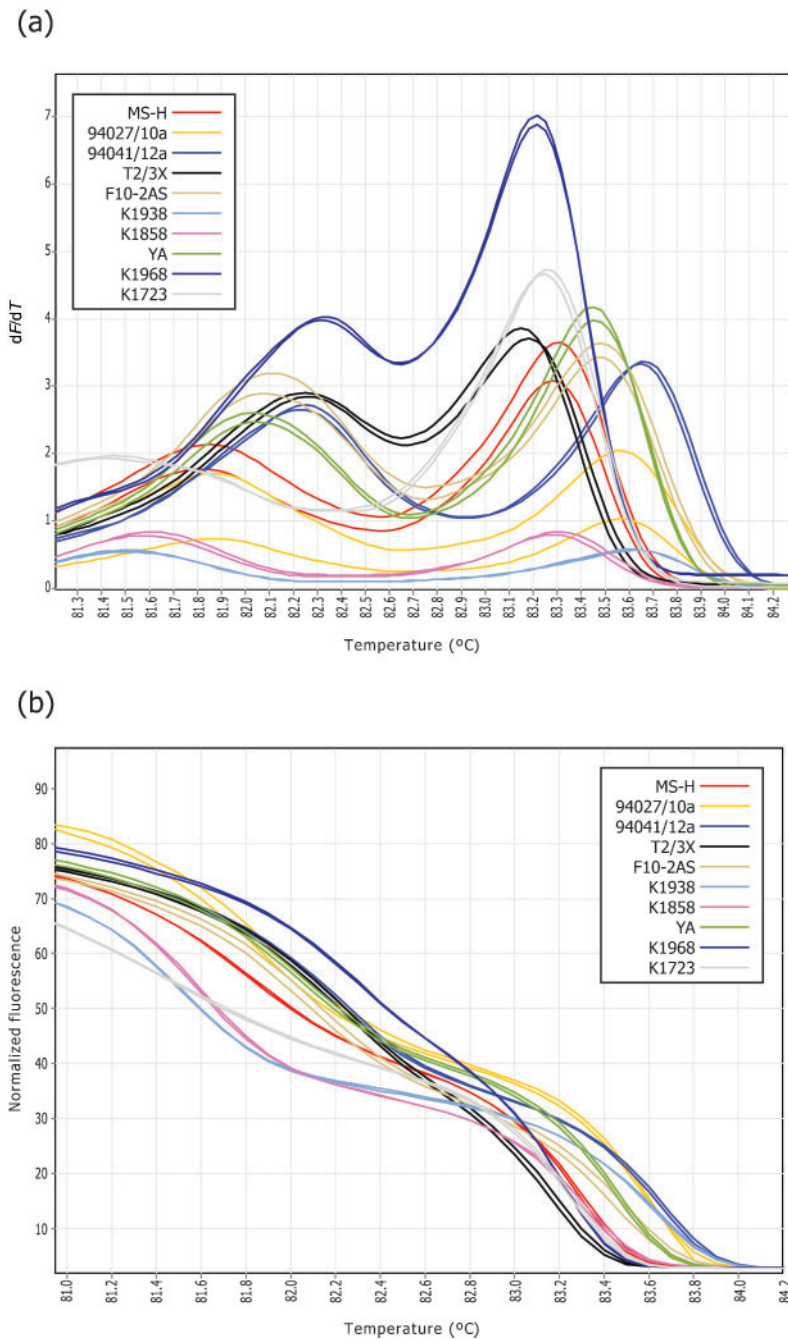 (a)
7
6
5
4
3
2
1
0
dF/dT
MS-H
94027/10a
94041/12a
T2/3X
F10-2AS
K1938
K1858
YA
K1968
K1723
81.3 81.4 81.5 81.6 81.7 81.8 81.9 82.0 82.1 82.2 82.3 82.4 82.5 82.6 82.7 82.8 82.9 83.0 83.1 83.2 83.3 83.4 83.5 83.6 83.7 83.8 83.9 84.0 84.1 84.2
Temperature (ºC)
(b)
90
80
70
60
50
40
30
20
10
Normalized fluorescence
MS-H
94027/10a
94041/12a
T2/3X
F10-2AS
K1938
K1858
YA
K1968
K1723
81.0 81.2 81.4 81.6 81.8 82.0 82.2 82.4 82.6 82.8 83.0 83.2 83.4 83.6 83.8 84.0 84.2
Temperature (ºC)